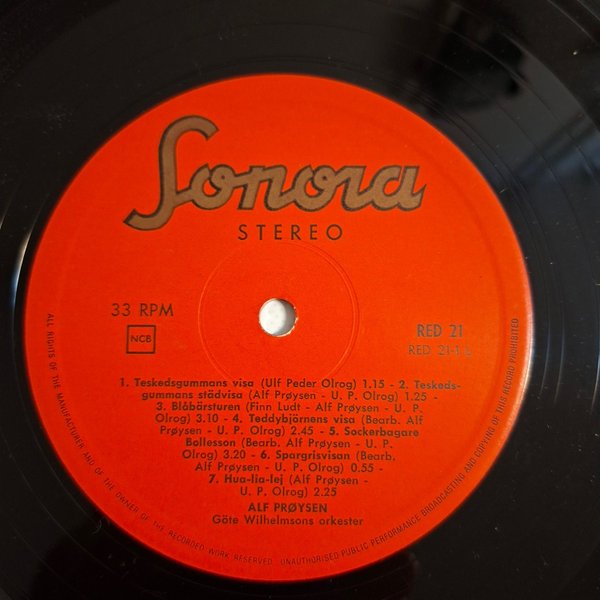 Sonora
STEREO
33 RPM
NCB
RED 21
RED 21-1
1. Teskedsgummans visa (Ulf Peder Olrog) 1.15 - 2. Teskeds-
gummans städvisa (Alf Prøysen - U. P. Olrog) 1.25 -
3. Blåbärsturen (Finn Ludt - Alf Prøysen - U. P.
Olrog) 3.10 - 4. Teddybjörnens visa (Bearb. Alf
Prøysen - U. P. Olrog) 2.45 - 5. Sockerbagare
Bollesson (Bearb. Alf Prøysen - U. P.
Olrog) 3.20 - 6. Spargrisvisan (Bearb.
Alf Prøysen - U. P. Olrog) 0.55 -
7. Hua-lia-lej (Alf Prøysen -
U. P. Olrog) 2.25
ALF PRØYSEN
Göte Wilhelmsons orkester
ALL RIGHTS OF THE MANUFACTURER AND OF THE OWNER OF THE RECORDED WORK RESERVED. UNAUTHORISED PUBLIC PERFORMANCE BROADCASTING AND COPYING OF THIS RECORD PROHIBITED